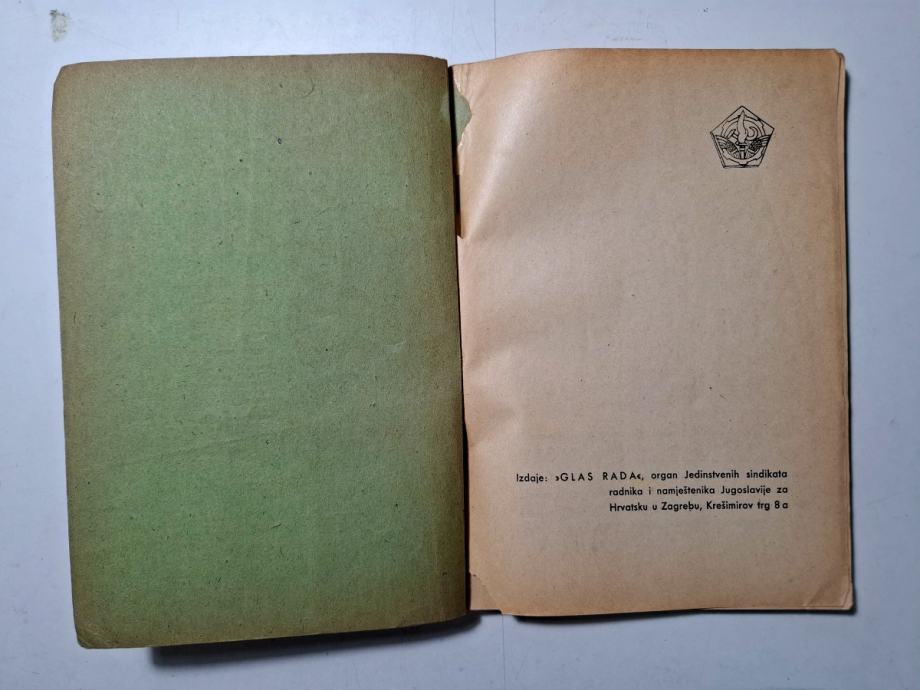 Izdaje: »GLAS RADA«, organ Jedinstvenih sindikata
radnika i namještenika Jugoslavije za
Hrvatsku u Zagrebu, Krešimirov trg 8 a